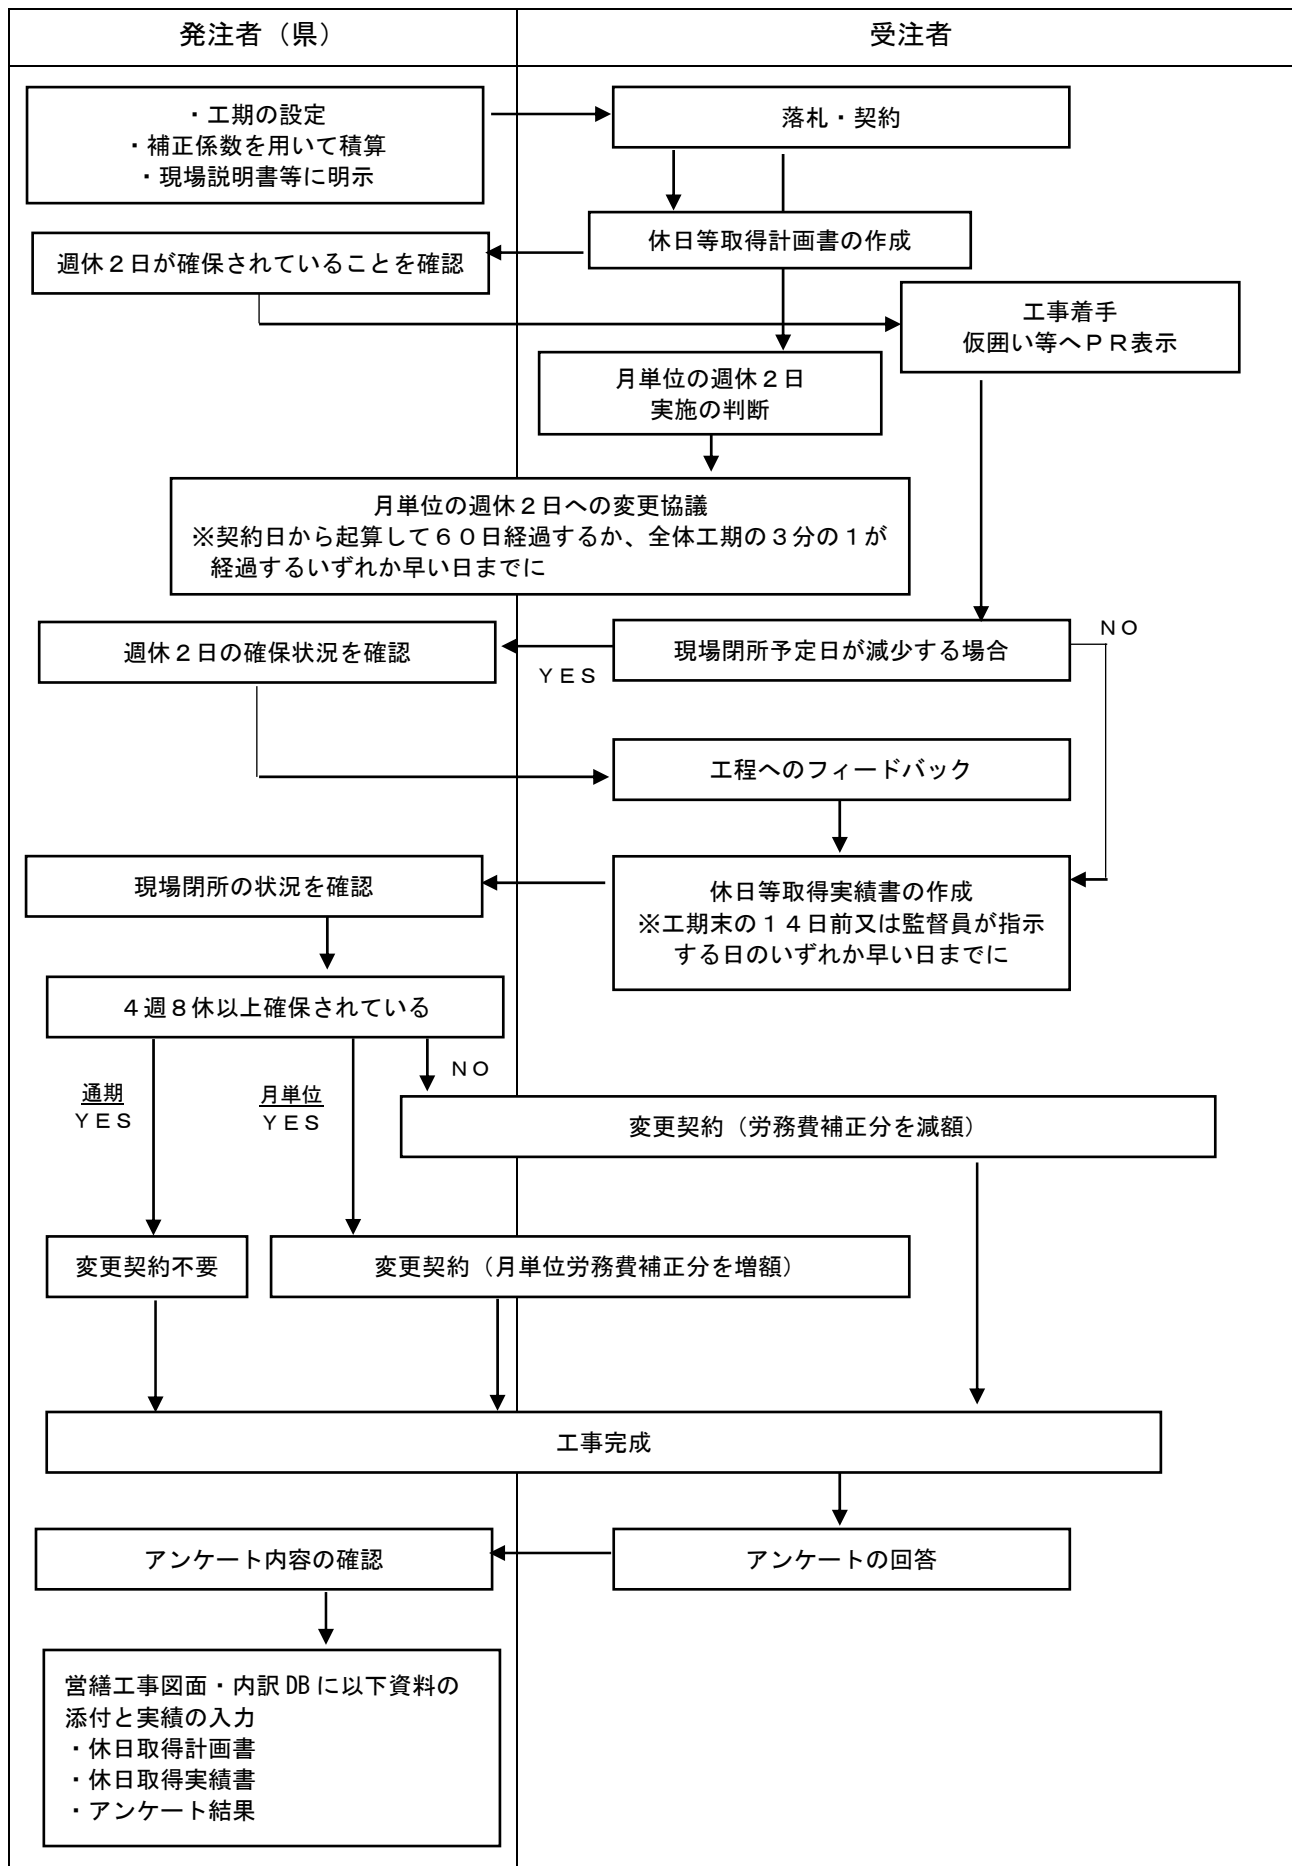 発注者（県）
受注者
・工期の設定
・補正係数を用いて積算
・現場説明書等に明示
落札・契約
休日等取得計画書の作成
週休２日が確保されていることを確認
工事着手
仮囲い等へＰＲ表示
月単位の週休２日
実施の判断
月単位の週休２日への変更協議
※契約日から起算して６０日経過するか、全体工期の３分の１が
経過するいずれか早い日までに
ＮＯ
週休２日の確保状況を確認
現場閉所予定日が減少する場合
ＹＥＳ
工程へのフィードバック
現場閉所の状況を確認
休日等取得実績書の作成
※工期末の１４日前又は監督員が指示
する日のいずれか早い日までに
４週８休以上確保されている
ＮＯ
通期
ＹＥＳ
月単位
ＹＥＳ
変更契約（労務費補正分を減額）
変更契約不要
変更契約（月単位労務費補正分を増額）
工事完成
アンケート内容の確認
アンケートの回答
営繕工事図面・内訳 DB に以下資料の
添付と実績の入力
・休日取得計画書
・休日取得実績書
・アンケート結果